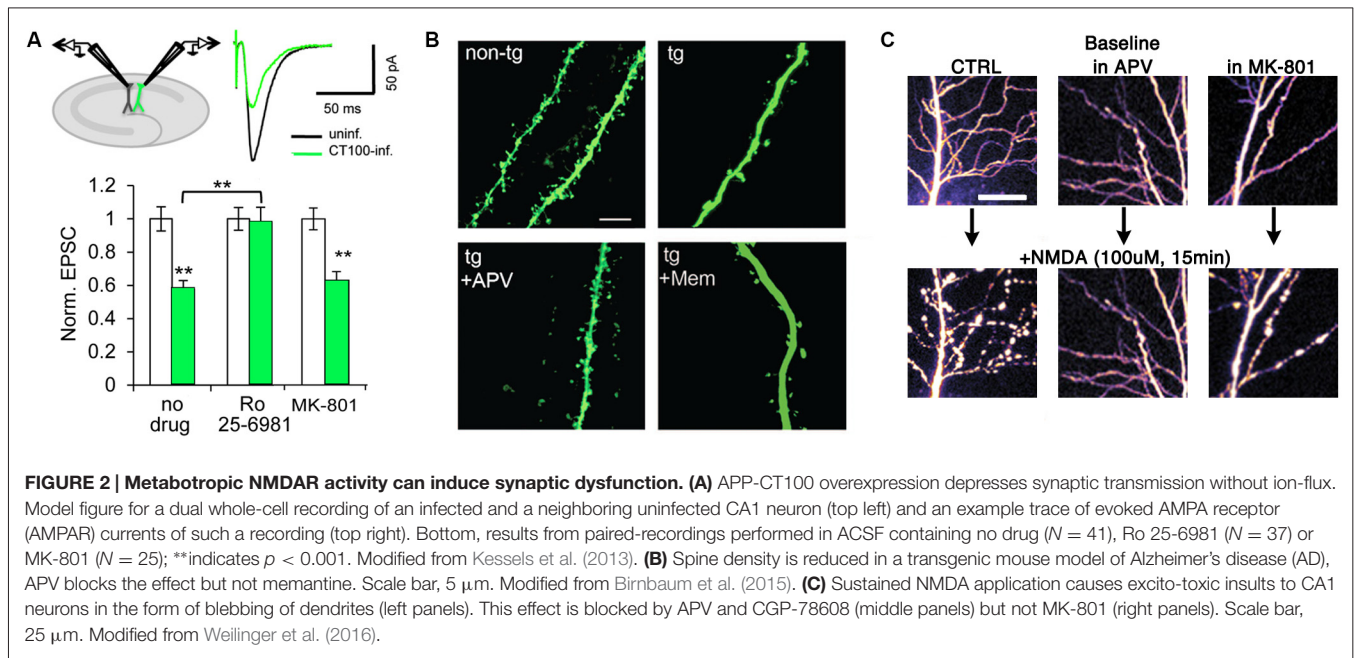 A
50 pA
50 ms
uninf.
CT100-inf.
**
1.2
1
0.8
0.6
0.4
0.2
0
Norm. EPSC
**
**
no drug
Ro 25-6981
MK-801
B
non-tg
tg
tg +APV
tg +Mem
C
Baseline
CTRL
in APV
in MK-801
+NMDA (100uM, 15min)
FIGURE 2 | Metabotropic NMDAR activity can induce synaptic dysfunction. (A) APP-CT100 overexpression depresses synaptic transmission without ion-flux.
Model figure for a dual whole-cell recording of an infected and a neighboring uninfected CA1 neuron (top left) and an example trace of evoked AMPA receptor
(AMPAR) currents of such a recording (top right). Bottom, results from paired-recordings performed in ACSF containing no drug (N = 41), Ro 25-6981 (N = 37) or
MK-801 (N = 25); **indicates p < 0.001. Modified from Kessels et al. (2013). (B) Spine density is reduced in a transgenic mouse model of Alzheimer's disease (AD),
APV blocks the effect but not memantine. Scale bar, 5 μm. Modified from Birnbaum et al. (2015). (C) Sustained NMDA application causes excito-toxic insults to CA1
neurons in the form of blebbing of dendrites (left panels). This effect is blocked by APV and CGP-78608 (middle panels) but not MK-801 (right panels). Scale bar,
25 μm. Modified from Weilinger et al. (2016).